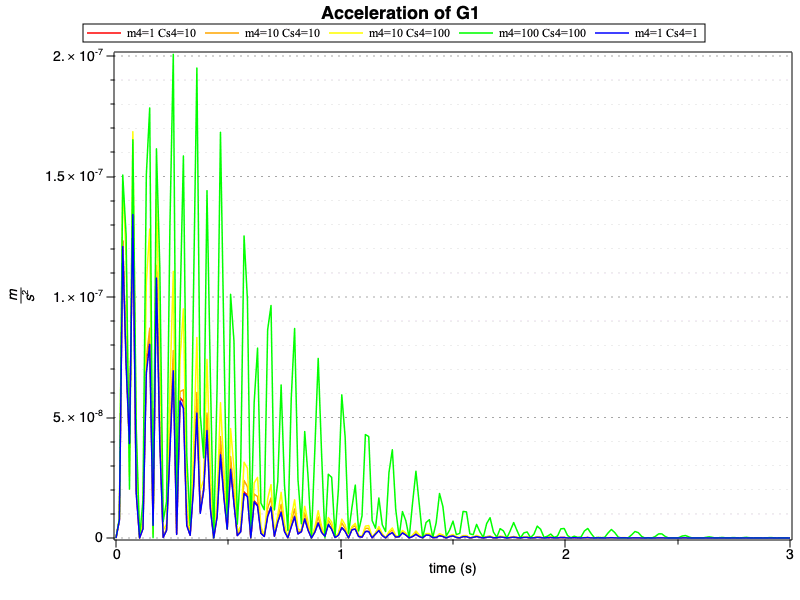 Acceleration of G1
m4=1 Cs4=10 m4=10 Cs4=10 m4=10 Cs4=100 m4=100 Cs4=100 m4=1 Cs4=1
2. × 10⁻⁷
1.5 × 10⁻⁷
1. × 10⁻⁷
5. × 10⁻⁸
0
m/s²
0 1 2 3
time (s)